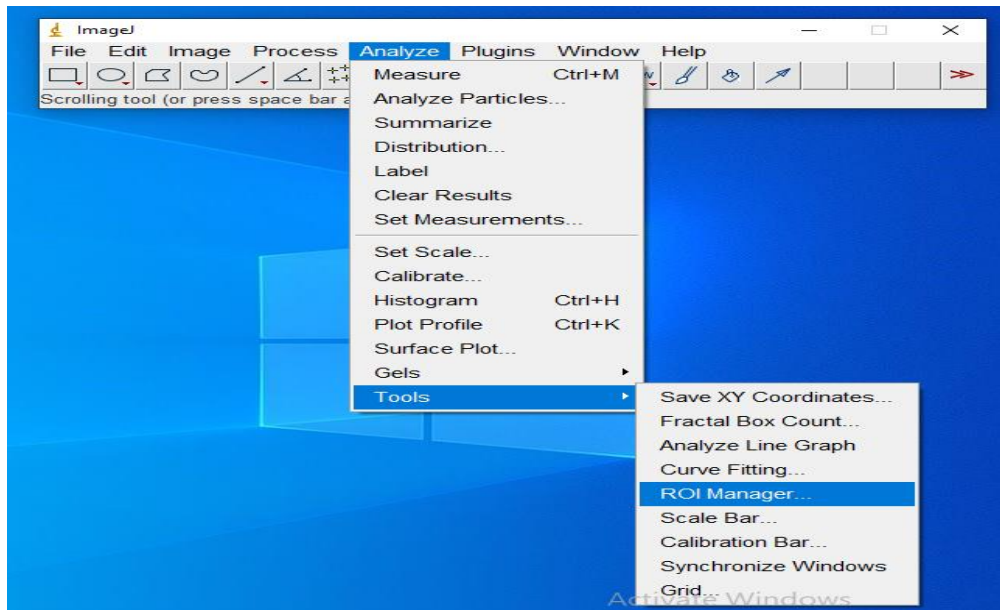 ImageJ
File Edit Image Process Analyze Plugins Window Help
Scrolling tool (or press space bar a
Measure Ctrl+M
Analyze Particles...
Summarize
Distribution...
Label
Clear Results
Set Measurements...
Set Scale...
Calibrate...
Histogram Ctrl+H
Plot Profile Ctrl+K
Surface Plot...
Gels
Tools
Save XY Coordinates...
Fractal Box Count...
Analyze Line Graph
Curve Fitting...
ROI Manager...
Scale Bar...
Calibration Bar...
Synchronize Windows
Grid...
Activate Windows